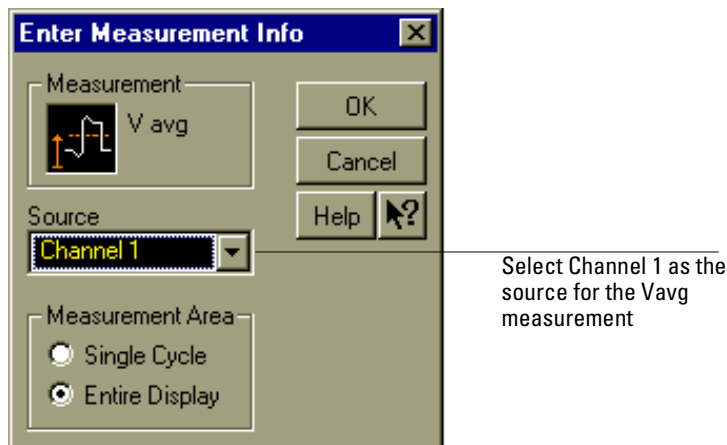 Enter Measurement Info
Measurement
V avg
OK
Cancel
Help
?
Source
Channel 1
Select Channel 1 as the
source for the Vavg
measurement
Measurement Area
Single Cycle
Entire Display